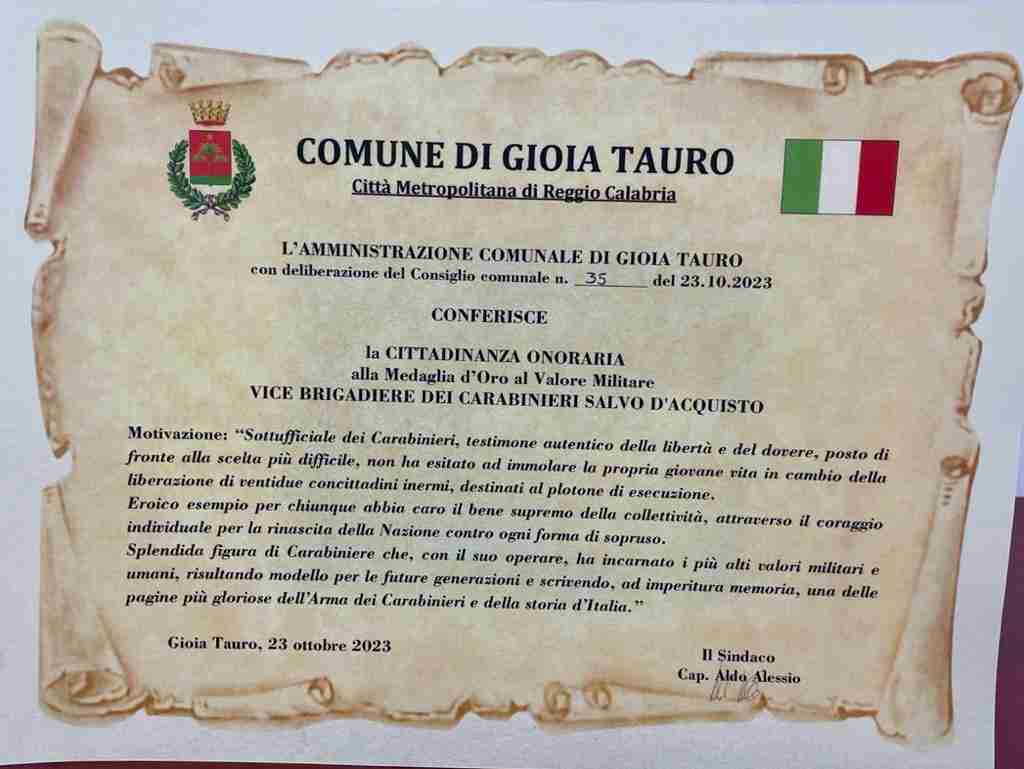 COMUNE DI GIOIA TAURO
Città Metropolitana di Reggio Calabria
L'AMMINISTRAZIONE COMUNALE DI GIOIA TAURO
con deliberazione del Consiglio comunale n. 35 del 23.10.2023
CONFERISCE
la CITTADINANZA ONORARIA
alla Medaglia d'Oro al Valore Militare
VICE BRIGADIERE DEI CARABINIERI SALVO D'ACQUISTO
Motivazione: “Sottufficiale dei Carabinieri, testimone autentico della libertà e del dovere, posto di
fronte alla scelta più difficile, non ha esitato ad immolare la propria giovane vita in cambio della
liberazione di ventidue concittadini inermi, destinati al plotone di esecuzione.
Eroico esempio per chiunque abbia caro il bene supremo della collettività, attraverso il coraggio
individuale per la rinascita della Nazione contro ogni forma di sopruso.
Splendida figura di Carabiniere che, con il suo operare, ha incarnato i più alti valori militari e
umani, risultando modello per le future generazioni e scrivendo, ad imperitura memoria, una delle
pagine più gloriose dell'Arma dei Carabinieri e della storia d'Italia.”
Gioia Tauro, 23 ottobre 2023
Il Sindaco
Cap. Aldo Alessio